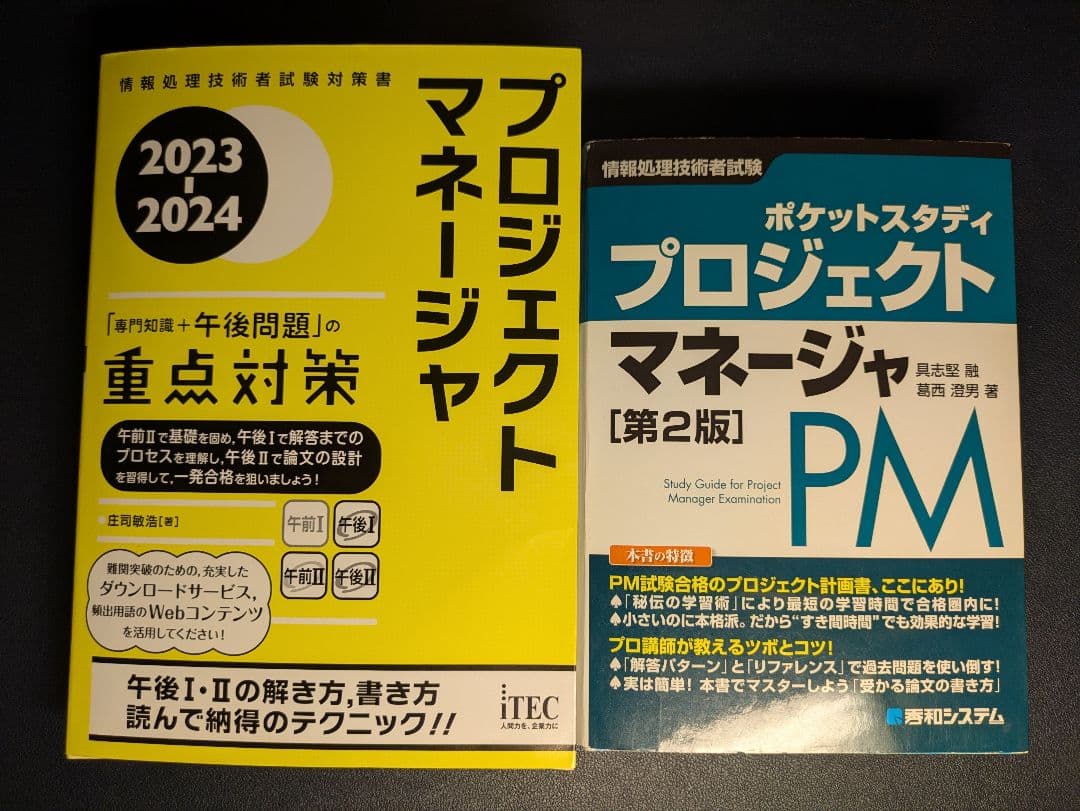 情報処理技術者試験対策書
プロジェクト
マネージャ
2023-
2024
「専門知識+午後問題」の
重点対策
午前Ⅱで基礎を固め,午後Ⅰで解答までの
プロセスを理解し,午後Ⅱで論文の設計
を習得して,一発合格を狙いましょう!
庄司敏浩[著]
午前Ⅰ 午後Ⅰ
午前Ⅱ 午後Ⅱ
難関突破のための,充実した
ダウンロードサービス,
頻出用語のWebコンテンツ
を活用してください!
午後Ⅰ・Ⅱの解き方,書き方
読んで納得のテクニック!!
iTEC
人間力を、企業力に
情報処理技術者試験
ポケットスタディ
プロジェクト
マネージャ
具志堅 融
葛西 澄男 著
[第2版]
PM
Study Guide for Project
Manager Examination
本書の特徴
PM試験合格のプロジェクト計画書、ここにあり!
♠「秘伝の学習術」により最短の学習時間で合格圏内に!
♠小さいのに本格派。だから“すき間時間”でも効果的な学習!
プロ講師が教えるツボとコツ!
♠「解答パターン」と「リファレンス」で過去問題を使い倒す!
♠実は簡単!本書でマスターしよう「受かる論文の書き方」
秀和システム